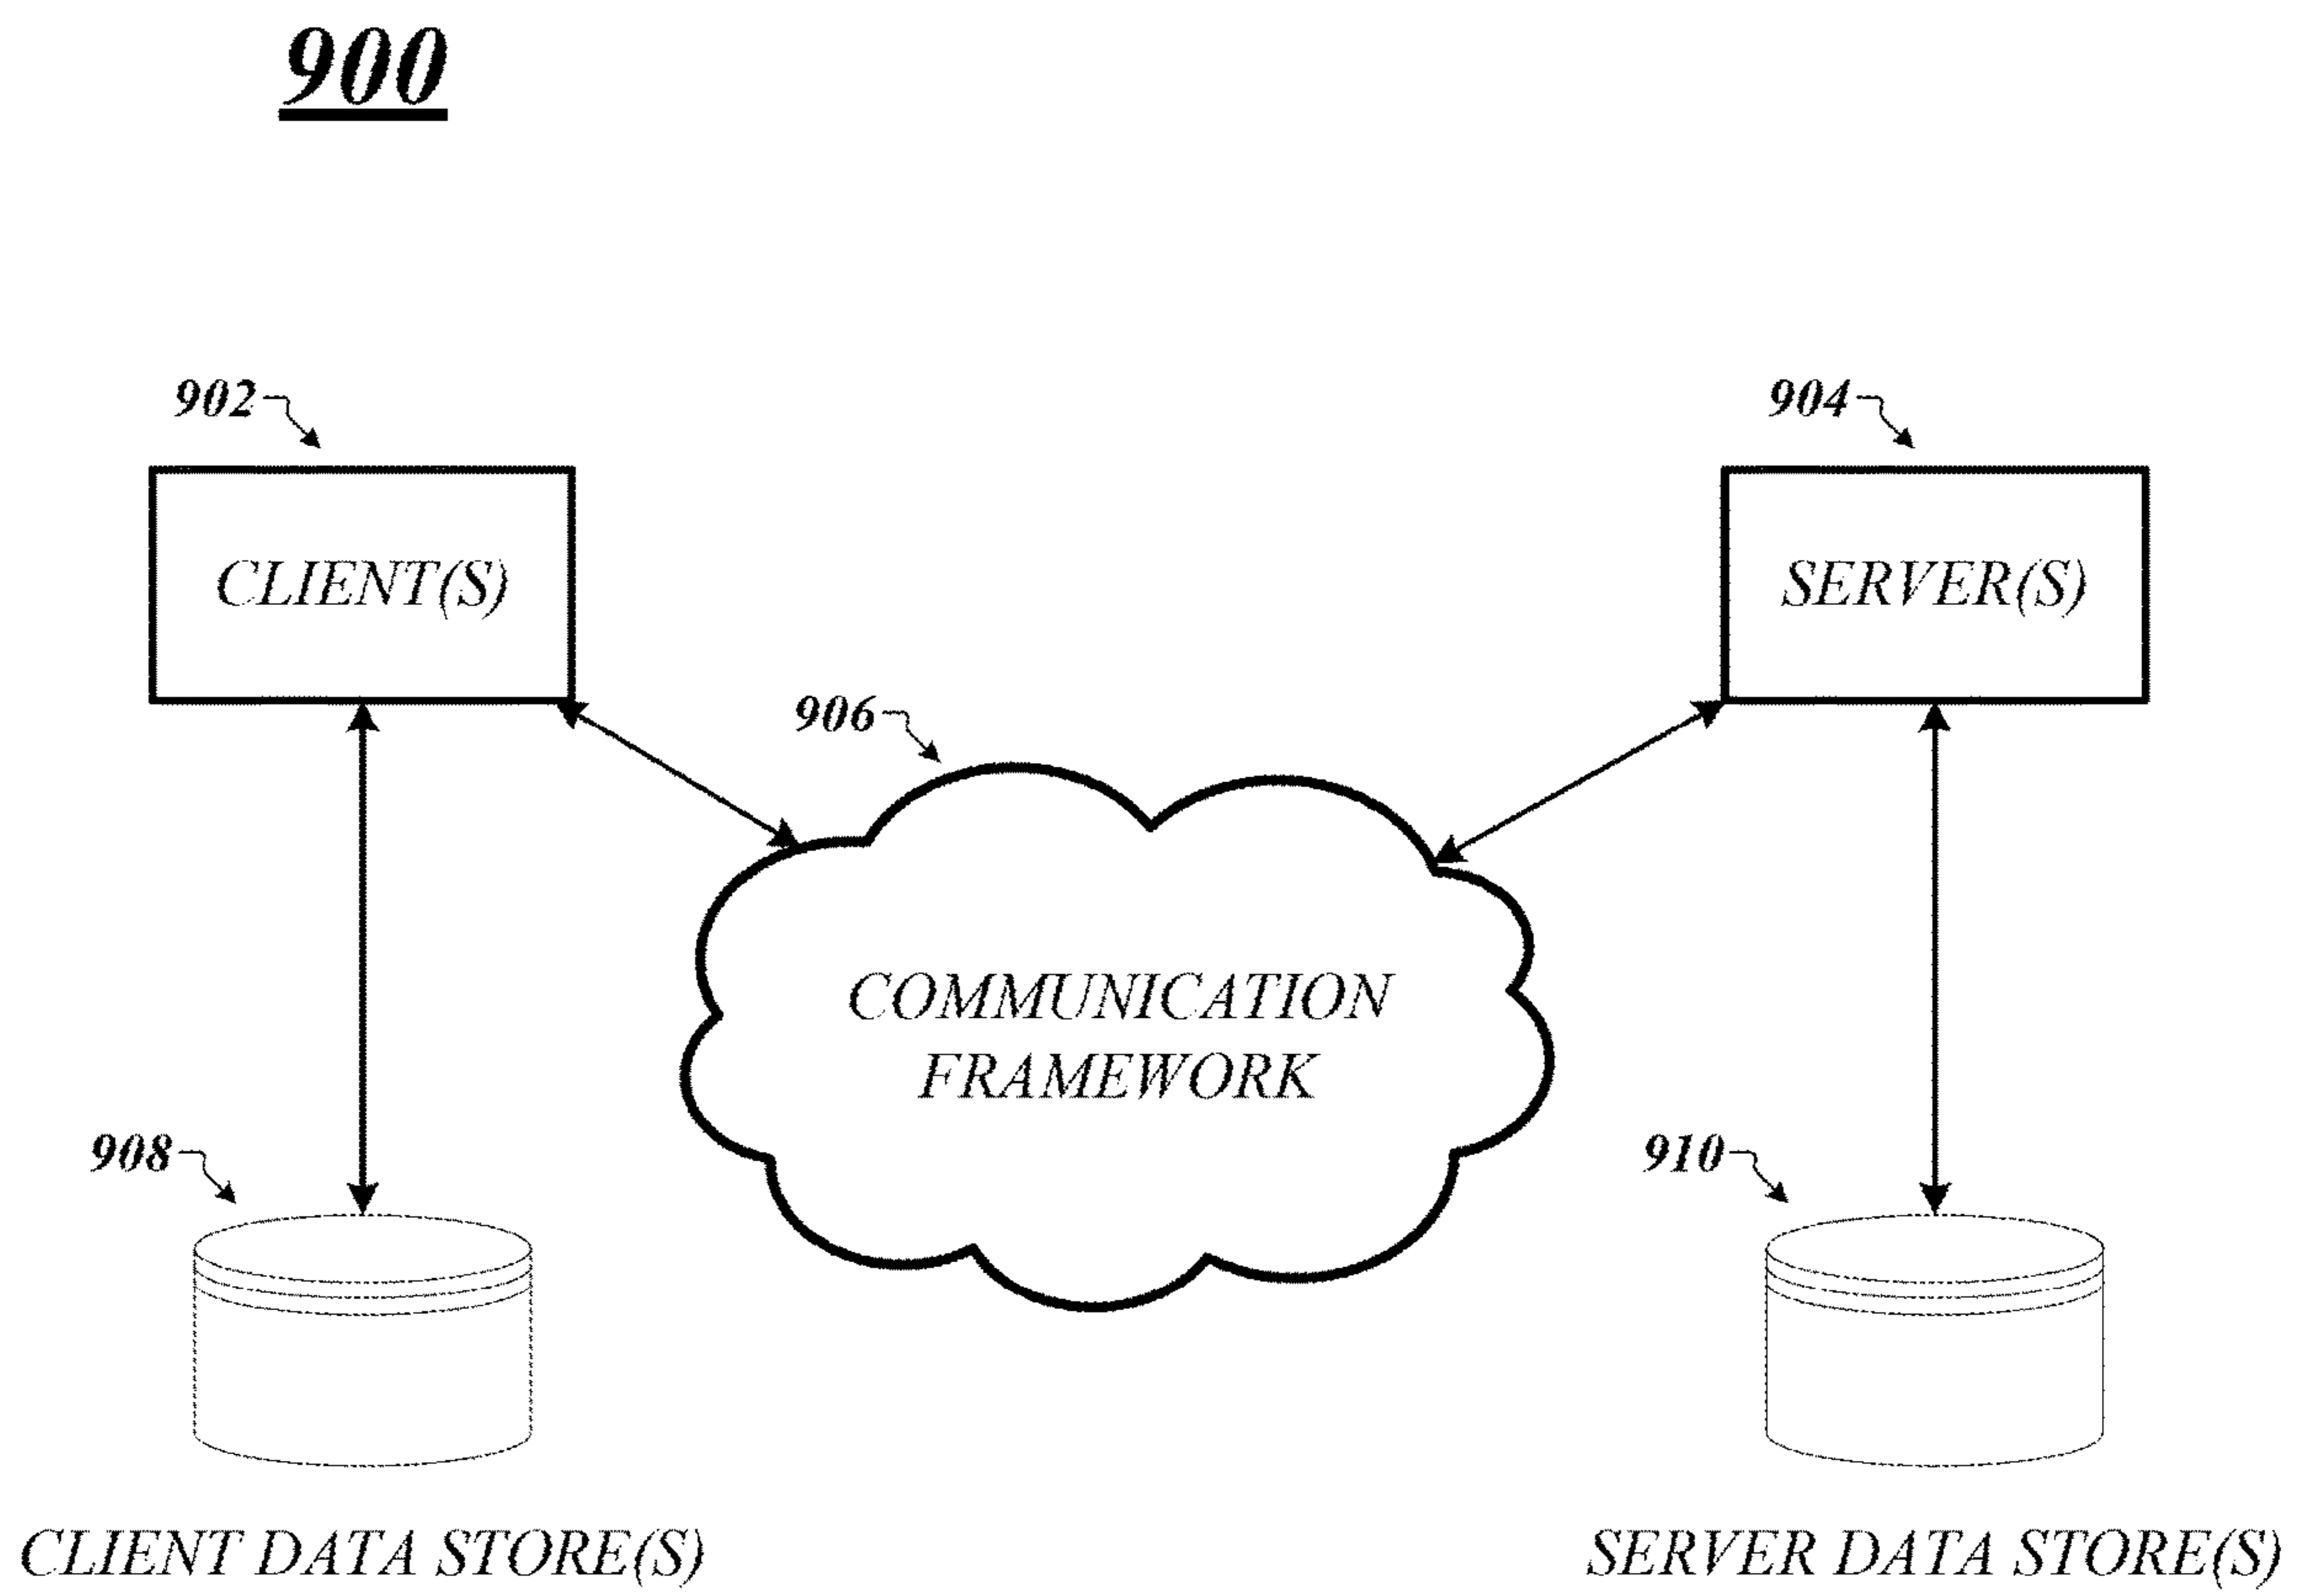 900
902
904
CLIENT(S)
SERVER(S)
906
COMMUNICATION
FRAMEWORK
908
910
CLIENT DATA STORE(S)
SERVER DATA STORE(S)